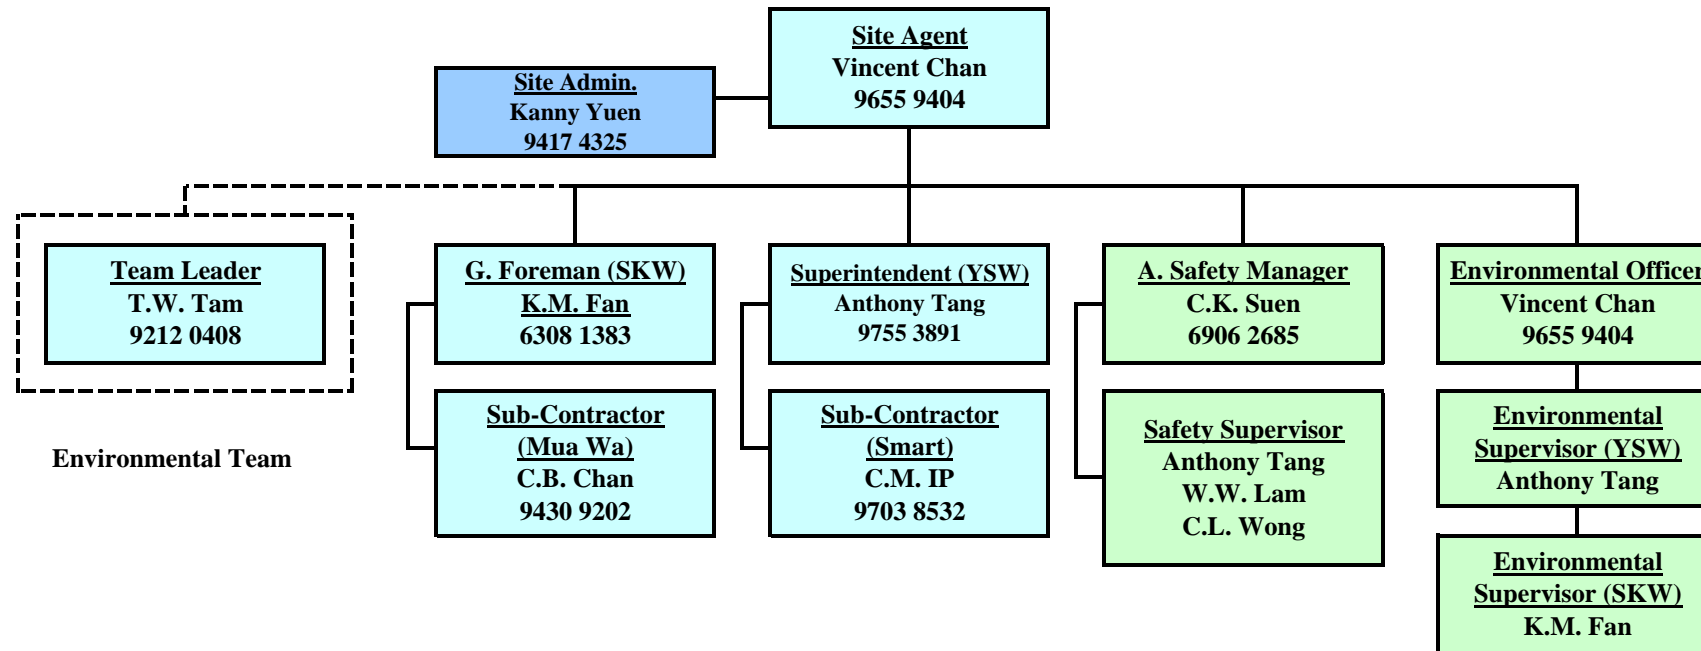 Site Agent
Vincent Chan
9655 9404
Site Admin.
Kanny Yuen
9417 4325
Team Leader
T.W. Tam
9212 0408
Environmental Team
G. Foreman (SKW)
K.M. Fan
6308 1383
Sub-Contractor
(Mua Wa)
C.B. Chan
9430 9202
Superintendent (YSW)
Anthony Tang
9755 3891
Sub-Contractor
(Smart)
C.M. IP
9703 8532
A. Safety Manager
C.K. Suen
6906 2685
Safety Supervisor
Anthony Tang
W.W. Lam
C.L. Wong
Environmental Officer
Vincent Chan
9655 9404
Environmental
Supervisor (YSW)
Anthony Tang
Environmental
Supervisor (SKW)
K.M. Fan